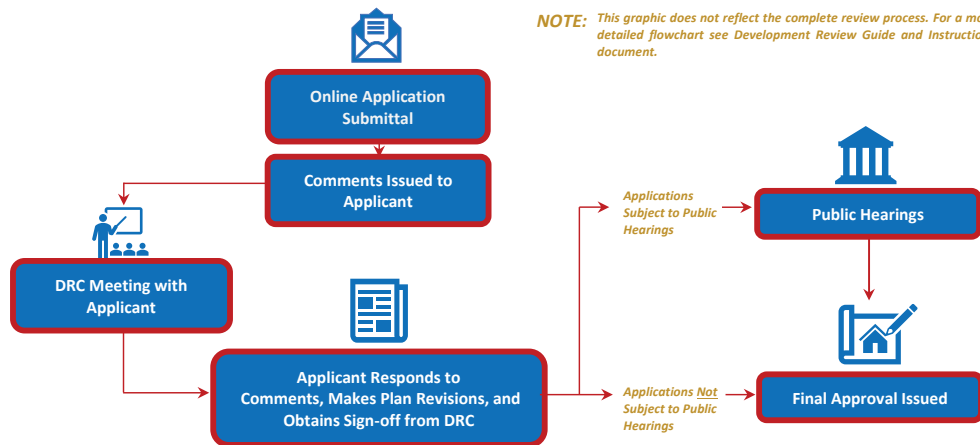 NOTE: This graphic does not reflect the complete review process. For a
detailed flowchart see Development Review Guide and
document.
Online Application
Submittal
Comments Issued to
Applicant
DRC Meeting with
Applicant
Applicant Responds to
Comments, Makes Plan Revisions, and
Obtains Sign-off from DRC
Applications
Subject to Public
Hearings
Public Hearings
Applications Not
Subject to Public
Hearings
Final Approval Issued